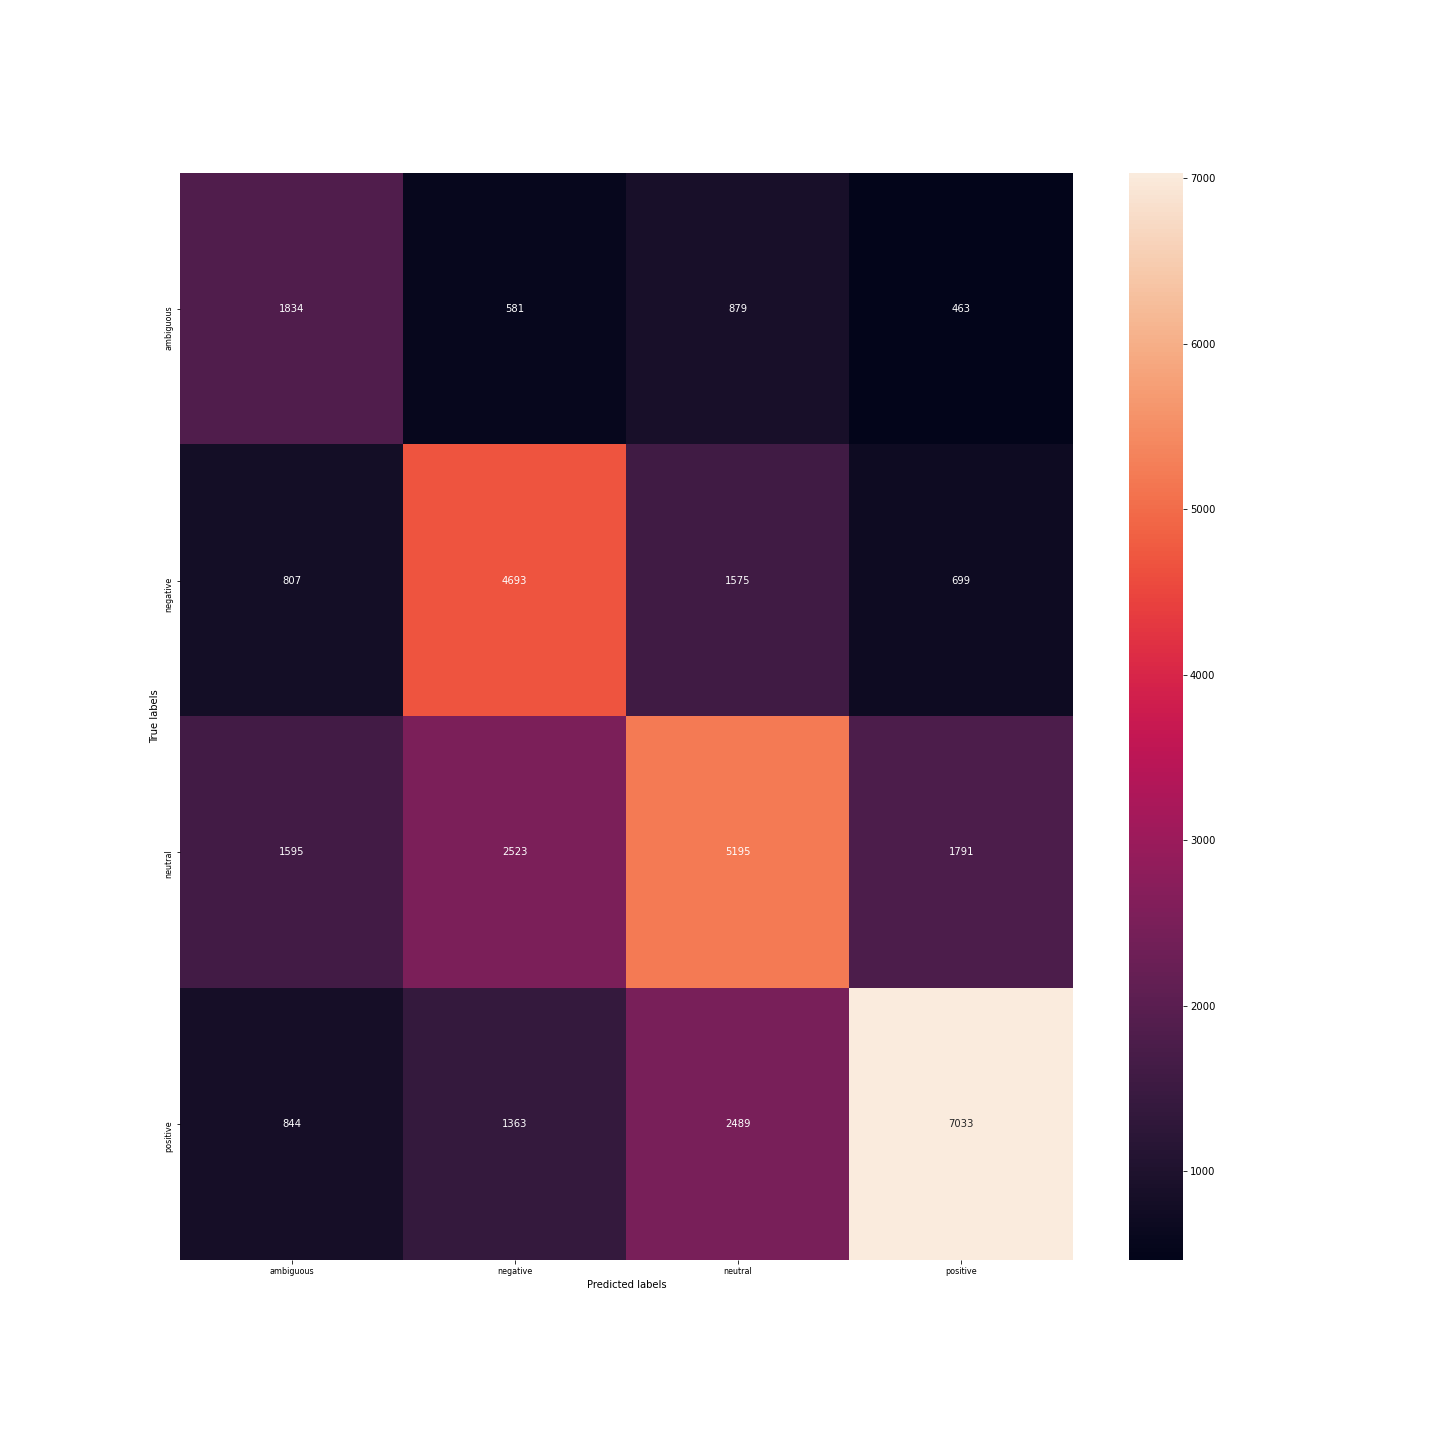 7000
1834 581 879 463
ambiguous
6000
5000
807 4693 1575 699
negative
4000
True labels
3000
1595 2523 5195 1791
neutral
2000
844 1363 2489 7033
positive
1000
ambiguous negative neutral positive
Predicted labels